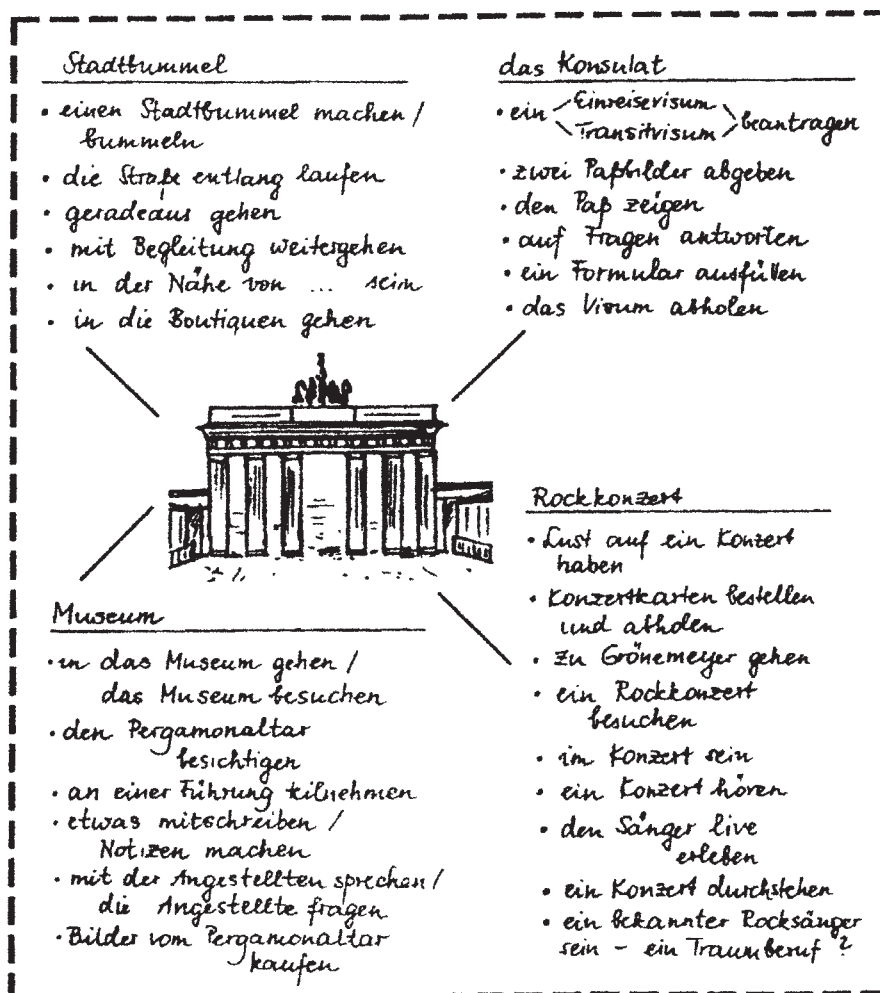 Stadtbummel
• einen Stadtbummel machen /
bummeln
• die Straße entlang laufen
• geradeaus gehen
• mit Begleitung weitergehen
• in der Nähe von ... sein
• in die Boutiquen gehen
das Konsulat
• ein Einreisevisum
Transitvisum beantragen
• zwei Paßbilder abgeben
• den Paß zeigen
• auf Fragen antworten
• ein Formular ausfüllen
• das Visum abholen
Museum
• in das Museum gehen /
das Museum besuchen
• den Pergamonaltar
besichtigen
• an einer Führung teilnehmen
• etwas mitschreiben /
Notizen machen
• mit der Angestellten sprechen /
die Angestellte fragen
• Bilder vom Pergamonaltar
kaufen
Rockkonzert
• Lust auf ein Konzert
haben
• Konzertkarten bestellen
und abholen
• zu Grönemeyer gehen
• ein Rockkonzert
besuchen
• im Konzert sein
• ein Konzert hören
• den Sänger live
erleben
• ein Konzert durchstehen
• ein bekannter Rocksänger
sein – ein Traumberuf ?